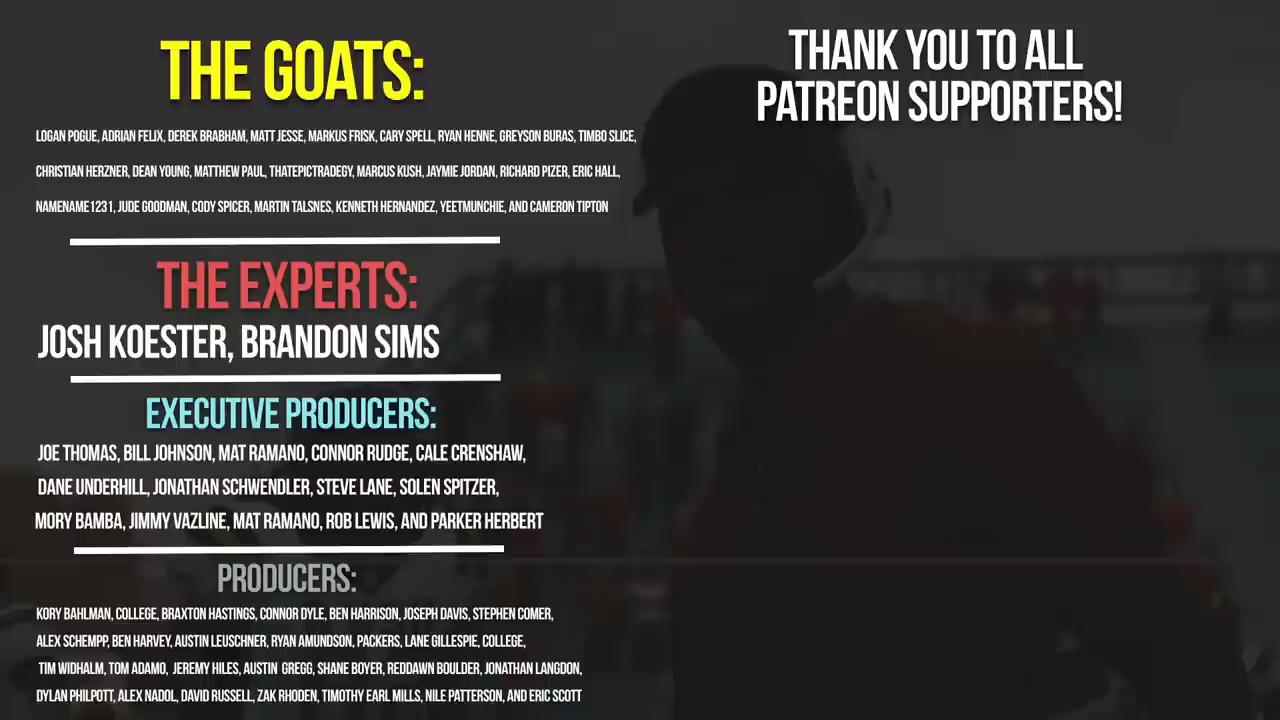 THE GOATS:
LOGAN POGUE, ADRIAN FELIX, DEREK BRABHAM, MATT JESSE, MARKUS FRISK, CARY SPELL, RYAN HENNE, GREYSON BURAS, TIMBO SLICE,
CHRISTIAN HERZNER, DEAN YOUNG, MATTHEW PAUL, THATEPICTRADEGY, MARCUS KUSH, JAYMIE JORDAN, RICHARD PIZER, ERIC HALL,
NAMENAME1231, JUDE GOODMAN, CODY SPICER, MARTIN TALSNES, KENNETH HERNANDEZ, YEETMUNCHIE, AND CAMERON TIPTON
THE EXPERTS:
JOSH KOESTER, BRANDON SIMS
EXECUTIVE PRODUCERS:
JOE THOMAS, BILL JOHNSON, MAT RAMANO, CONNOR RUDGE, CALE CRENSHAW,
DANE UNDERHILL, JONATHAN SCHWENDLER, STEVE LANE, SOLEN SPITZER,
MORY BAMBA, JIMMY VAZLINE, MAT RAMANO, ROB LEWIS, AND PARKER HERBERT
PRODUCERS:
KORY BAHLMAN, COLLEGE, BRAXTON HASTINGS, CONNOR DYLE, BEN HARRISON, JOSEPH DAVIS, STEPHEN COMER,
ALEX SCHEMPP, BEN HARVEY, AUSTIN LEUSCHNER, RYAN AMUNDSON, PACKERS, LANE GILLESPIE, COLLEGE,
TIM WIDHALM, TOM ADAMO, JEREMY HILES, AUSTIN GREGG, SHANE BOYER, REDDAWN BOULDER, JONATHAN LANGDON,
DYLAN PHILPOTT, ALEX NADOL, DAVID RUSSELL, ZAK RHODEN, TIMOTHY EARL MILLS, NILE PATTERSON, AND ERIC SCOTT
THANK YOU TO ALL
PATREON SUPPORTERS!